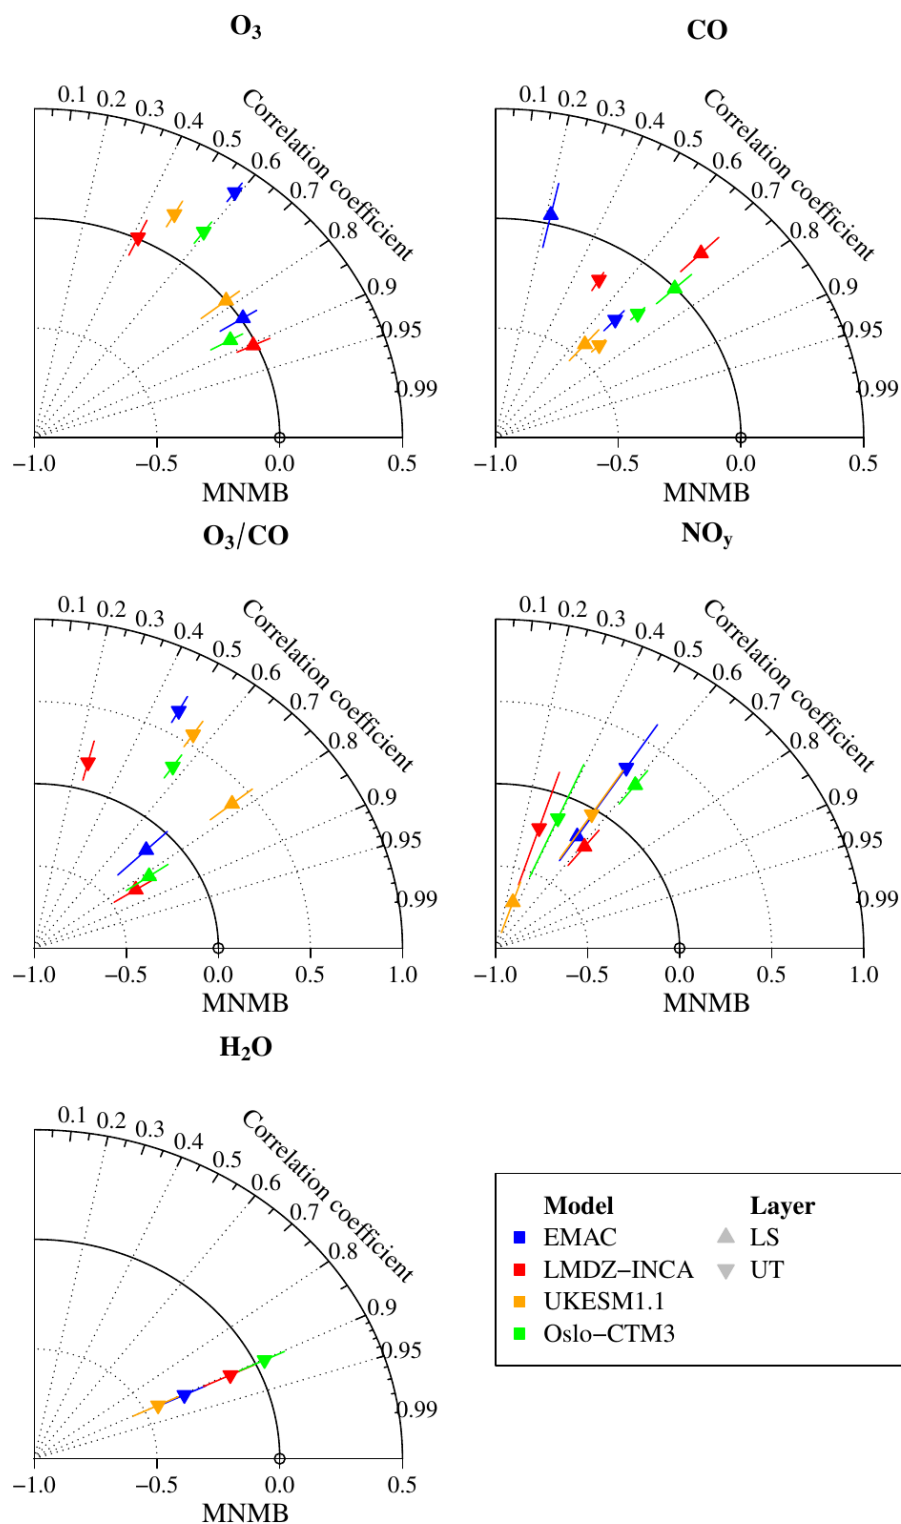 O₃
0.1 0.2 0.3 0.4 0.5 0.6 0.7 0.8 0.9 0.95 0.99
Correlation coefficient
−1.0 −0.5 0.0 0.5
MNMB
CO
0.1 0.2 0.3 0.4 0.5 0.6 0.7 0.8 0.9 0.95 0.99
Correlation coefficient
−1.0 −0.5 0.0 0.5
MNMB
O₃/CO
0.1 0.2 0.3 0.4 0.5 0.6 0.7 0.8 0.9 0.95 0.99
Correlation coefficient
−1.0 −0.5 0.0 0.5 1.0
MNMB
NOy
0.1 0.2 0.3 0.4 0.5 0.6 0.7 0.8 0.9 0.95 0.99
Correlation coefficient
−1.0 −0.5 0.0 0.5 1.0
MNMB
H₂O
0.1 0.2 0.3 0.4 0.5 0.6 0.7 0.8 0.9 0.95 0.99
Correlation coefficient
−1.0 −0.5 0.0 0.5
MNMB
Model Layer
EMAC LS
LMDZ−INCA UT
UKESM1.1
Oslo−CTM3